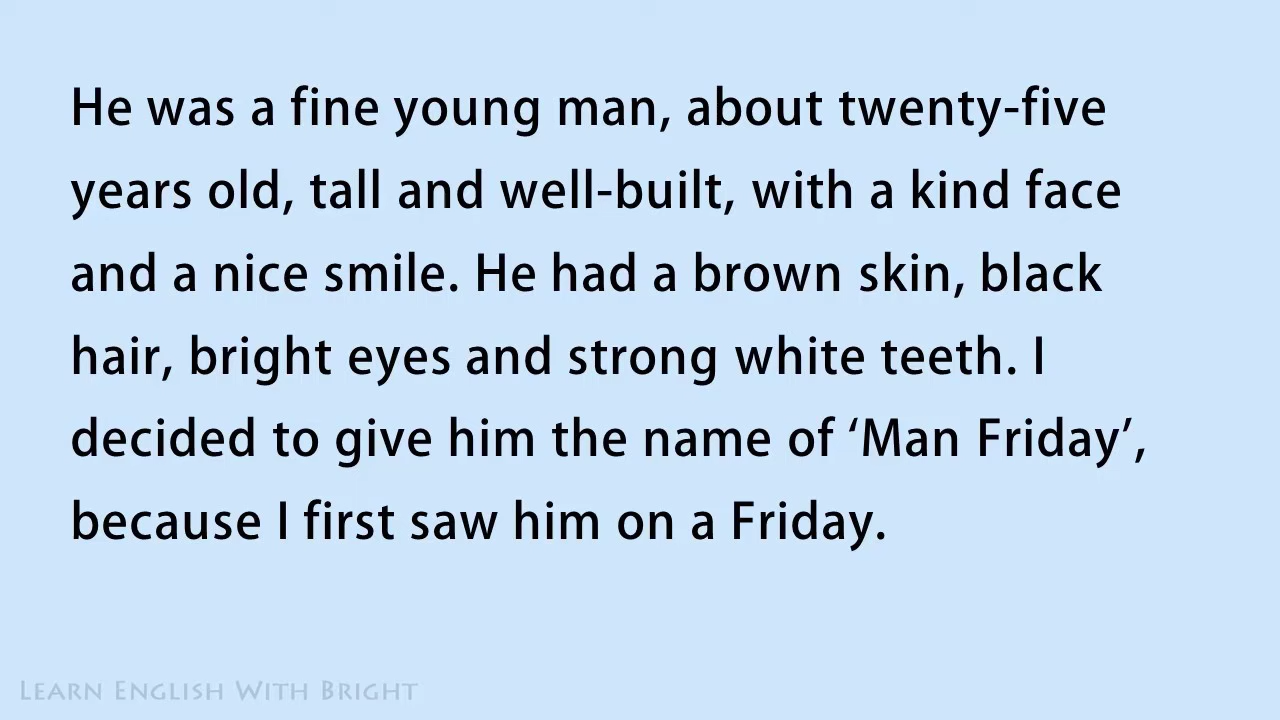 He was a fine young man, about twenty-five
years old, tall and well-built, with a kind face
and a nice smile. He had a brown skin, black
hair, bright eyes and strong white teeth. I
decided to give him the name of ‘Man Friday’,
because I first saw him on a Friday.
Learn English With Bright